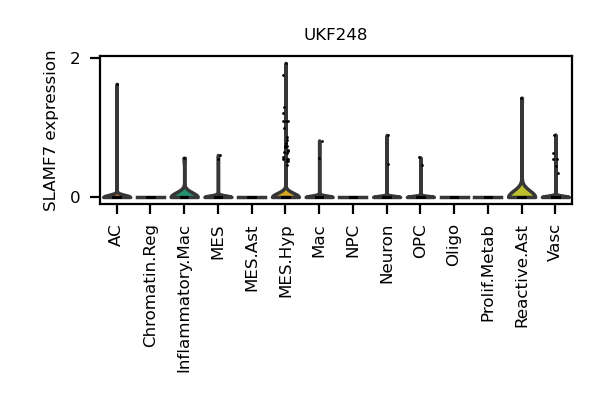 UKF248
SLAMF7 expression
2
0
AC
Chromatin.Reg
Inflammatory.Mac
MES
MES.Ast
MES.Hyp
Mac
NPC
Neuron
OPC
Oligo
Prolif.Metab
Reactive.Ast
Vasc